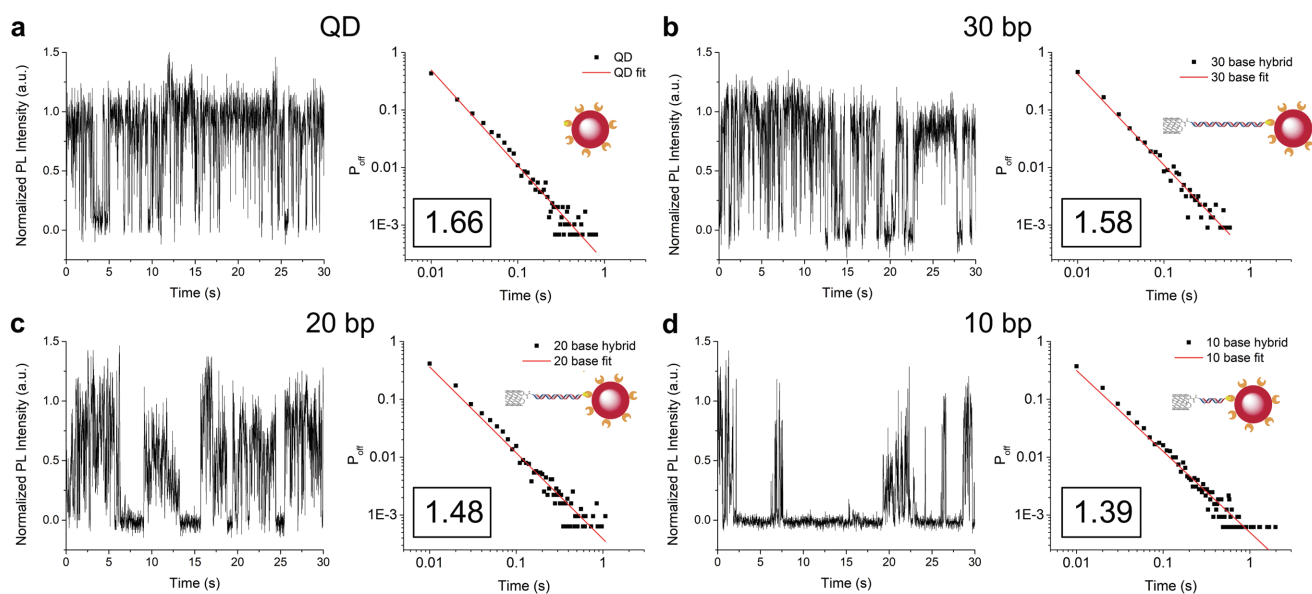 a
QD
Normalized PL Intensity (a.u.)
1.5
1.0
0.5
0.0
0 5 10 15 20 25 30
Time (s)
P_off
1
0.1
0.01
1E-3
QD
QD fit
1.66
0.01 0.1 1
Time (s)
b
30 bp
Normalized PL Intensity (a.u.)
1.5
1.0
0.5
0.0
0 5 10 15 20 25 30
Time (s)
P_off
1
0.1
0.01
1E-3
30 base hybrid
30 base fit
1.58
0.01 0.1 1
Time (s)
c
20 bp
Normalized PL Intensity (a.u.)
1.5
1.0
0.5
0.0
0 5 10 15 20 25 30
Time (s)
P_off
1
0.1
0.01
1E-3
20 base hybrid
20 base fit
1.48
0.01 0.1 1
Time (s)
d
10 bp
Normalized PL Intensity (a.u.)
1.5
1.0
0.5
0.0
0 5 10 15 20 25 30
Time (s)
P_off
1
0.1
0.01
1E-3
10 base hybrid
10 base fit
1.39
0.01 0.1 1
Time (s)